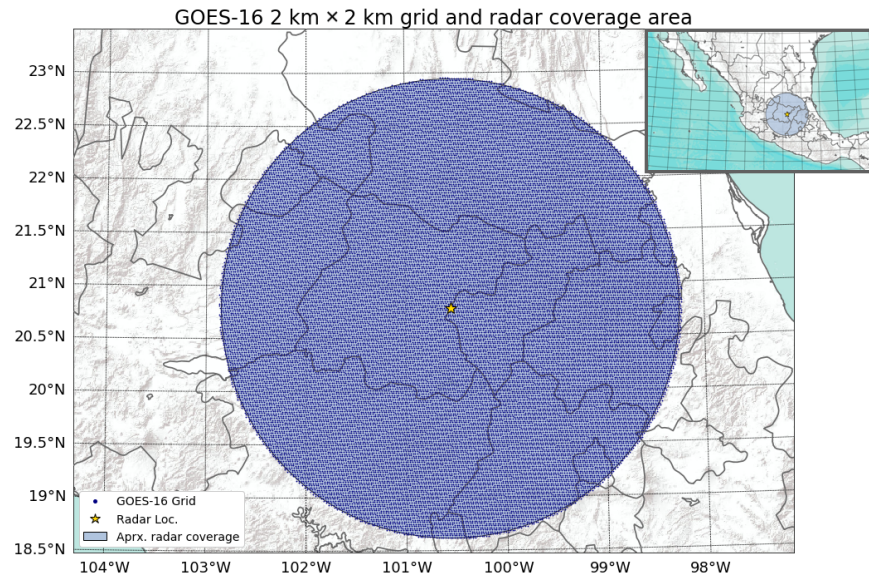 GOES-16 2 km × 2 km grid and radar coverage area
23°N
22.5°N
22°N
21.5°N
21°N
20.5°N
20°N
19.5°N
19°N
18.5°N
GOES-16 Grid
Radar Loc.
Aprx. radar coverage
104°W 103°W 102°W 101°W 100°W 99°W 98°W